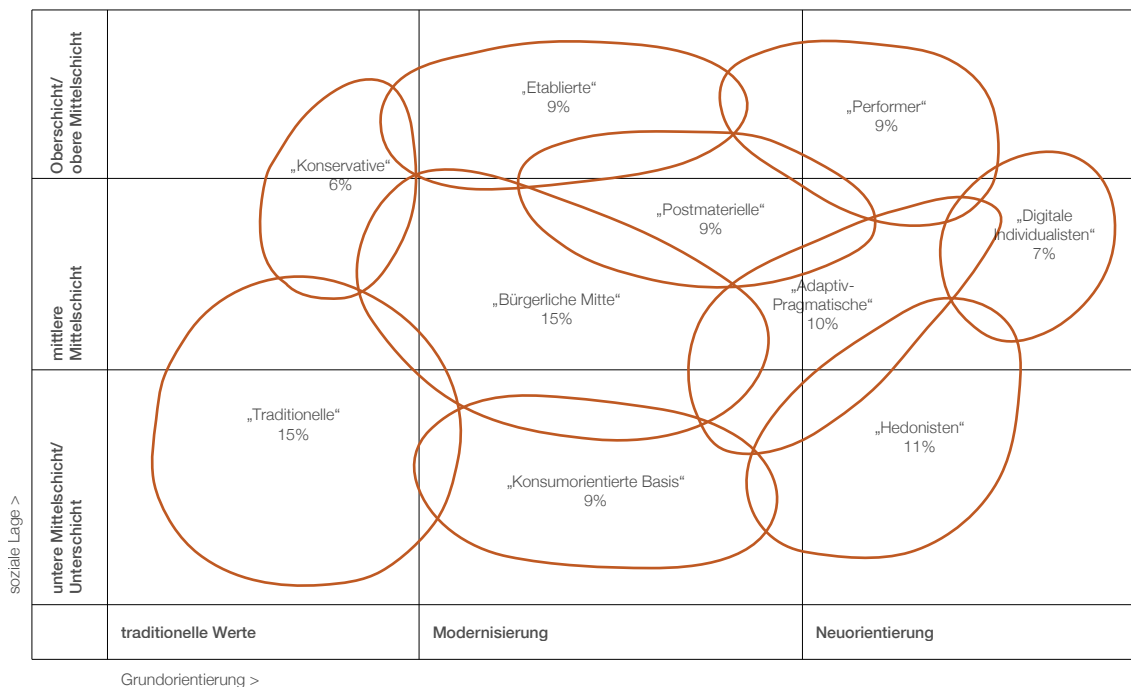 Oberschicht/
obere Mittelschicht
„Etablierte“
9%
„Performer“
9%
„Konservative“
6%
„Postmaterielle“
9%
„Digitale
Individualisten“
7%
mittlere
Mittelschicht
„Bürgerliche Mitte“
15%
„Adaptiv-
Pragmatische“
10%
„Traditionelle“
15%
„Hedonisten“
11%
„Konsumorientierte Basis“
9%
untere Mittelschicht/
Unterschicht
soziale Lage >
traditionelle Werte
Modernisierung
Neuorientierung
Grundorientierung >